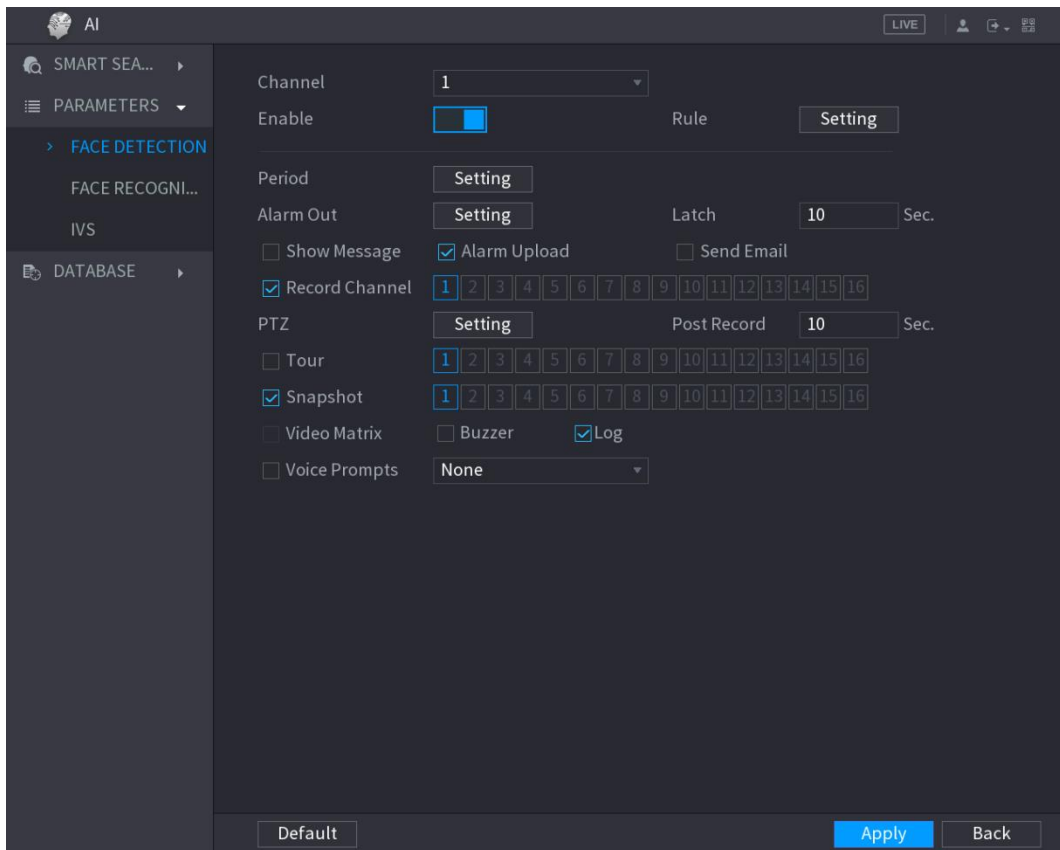 AI
LIVE
SMART SEA...
PARAMETERS
FACE DETECTION
FACE RECOGNI...
IVS
DATABASE
Channel 1
Enable Rule Setting
Period Setting
Alarm Out Setting Latch 10 Sec.
Show Message Alarm Upload Send Email
Record Channel 1 2 3 4 5 6 7 8 9 10 11 12 13 14 15 16
PTZ Setting Post Record 10 Sec.
Tour 1 2 3 4 5 6 7 8 9 10 11 12 13 14 15 16
Snapshot 1 2 3 4 5 6 7 8 9 10 11 12 13 14 15 16
Video Matrix Buzzer Log
Voice Prompts None
Default Apply Back